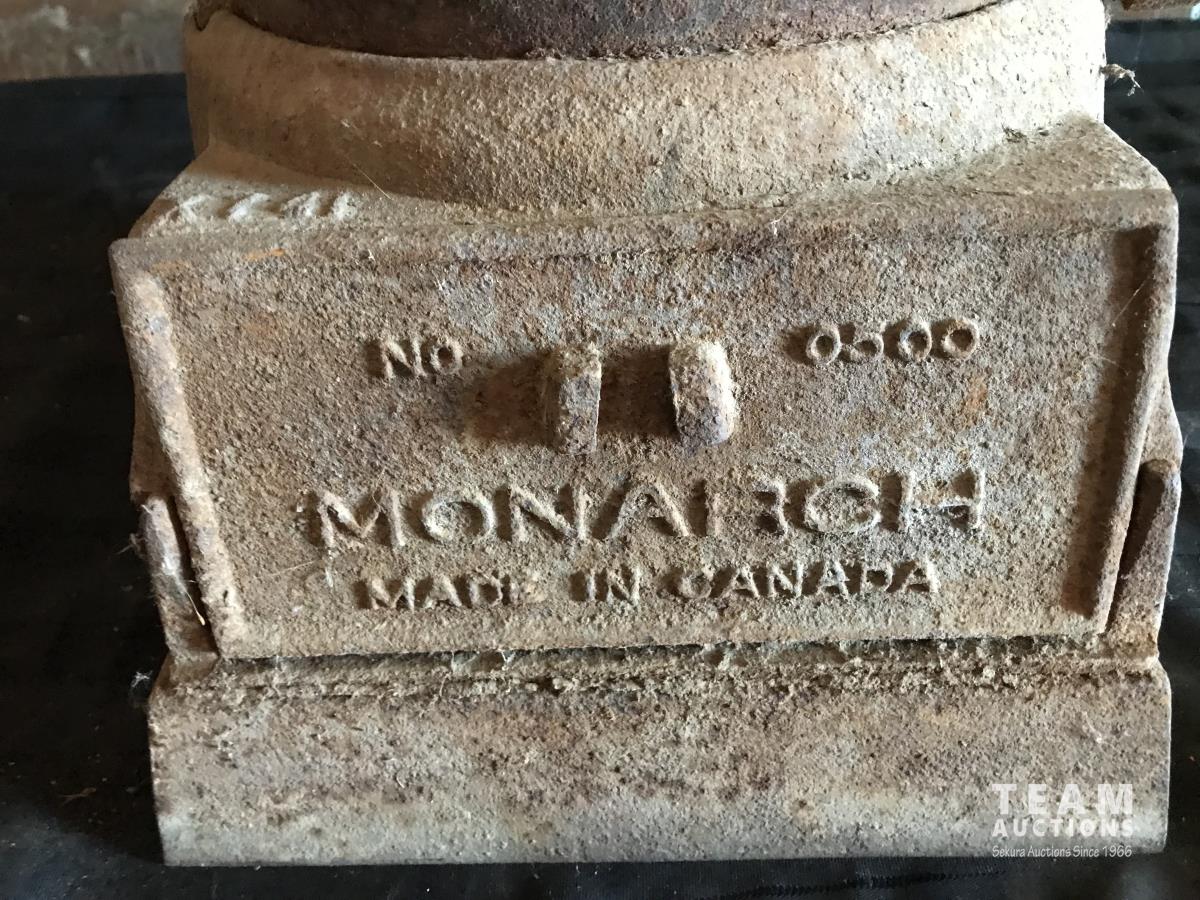 No 0500
MONARCH
MADE IN CANADA
TEAM
AUCTIONS
Sekura Auctions Since 1966